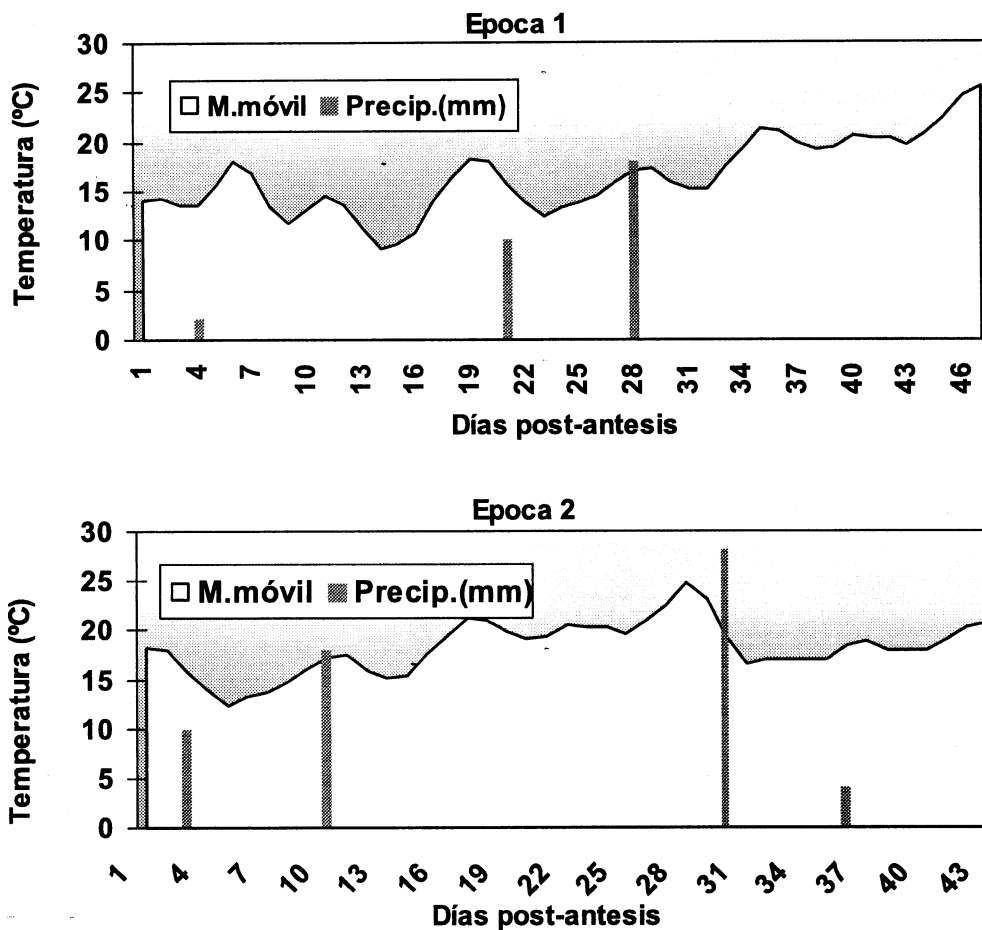 Epoca 1
30
25
20
15
10
5
0
Temperatura (ºC)
M.móvil Precip.(mm)
1 4 7 10 13 16 19 22 25 28 31 34 37 40 43 46
Días post-antesis
Epoca 2
30
25
20
15
10
5
0
Temperatura (ºC)
M.móvil Precip.(mm)
1 4 7 10 13 16 19 22 25 28 31 34 37 40 43
Días post-antesis